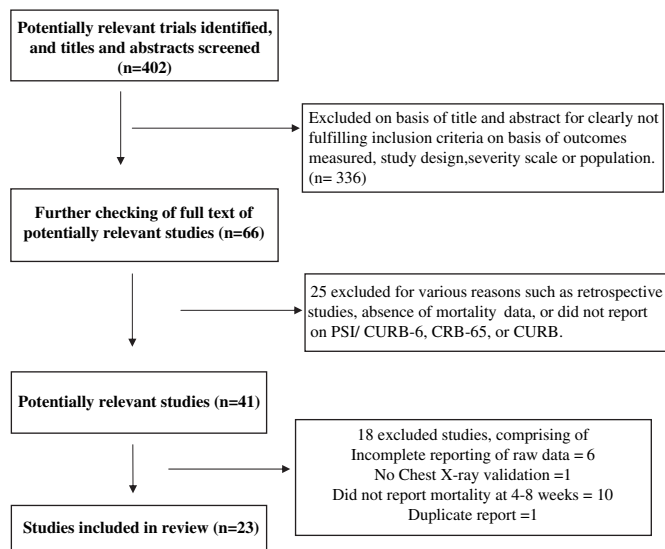 Potentially relevant trials identified,
and titles and abstracts screened
(n=402)
Excluded on basis of title and abstract for clearly not
fulfilling inclusion criteria on basis of outcomes
measured, study design,severity scale or population.
(n= 336)
Further checking of full text of
potentially relevant studies (n=66)
25 excluded for various reasons such as retrospective
studies, absence of mortality data, or did not report
on PSI/ CURB-6, CRB-65, or CURB.
Potentially relevant studies (n=41)
18 excluded studies, comprising of
Incomplete reporting of raw data = 6
No Chest X-ray validation =1
Did not report mortality at 4-8 weeks = 10
Duplicate report =1
Studies included in review (n=23)